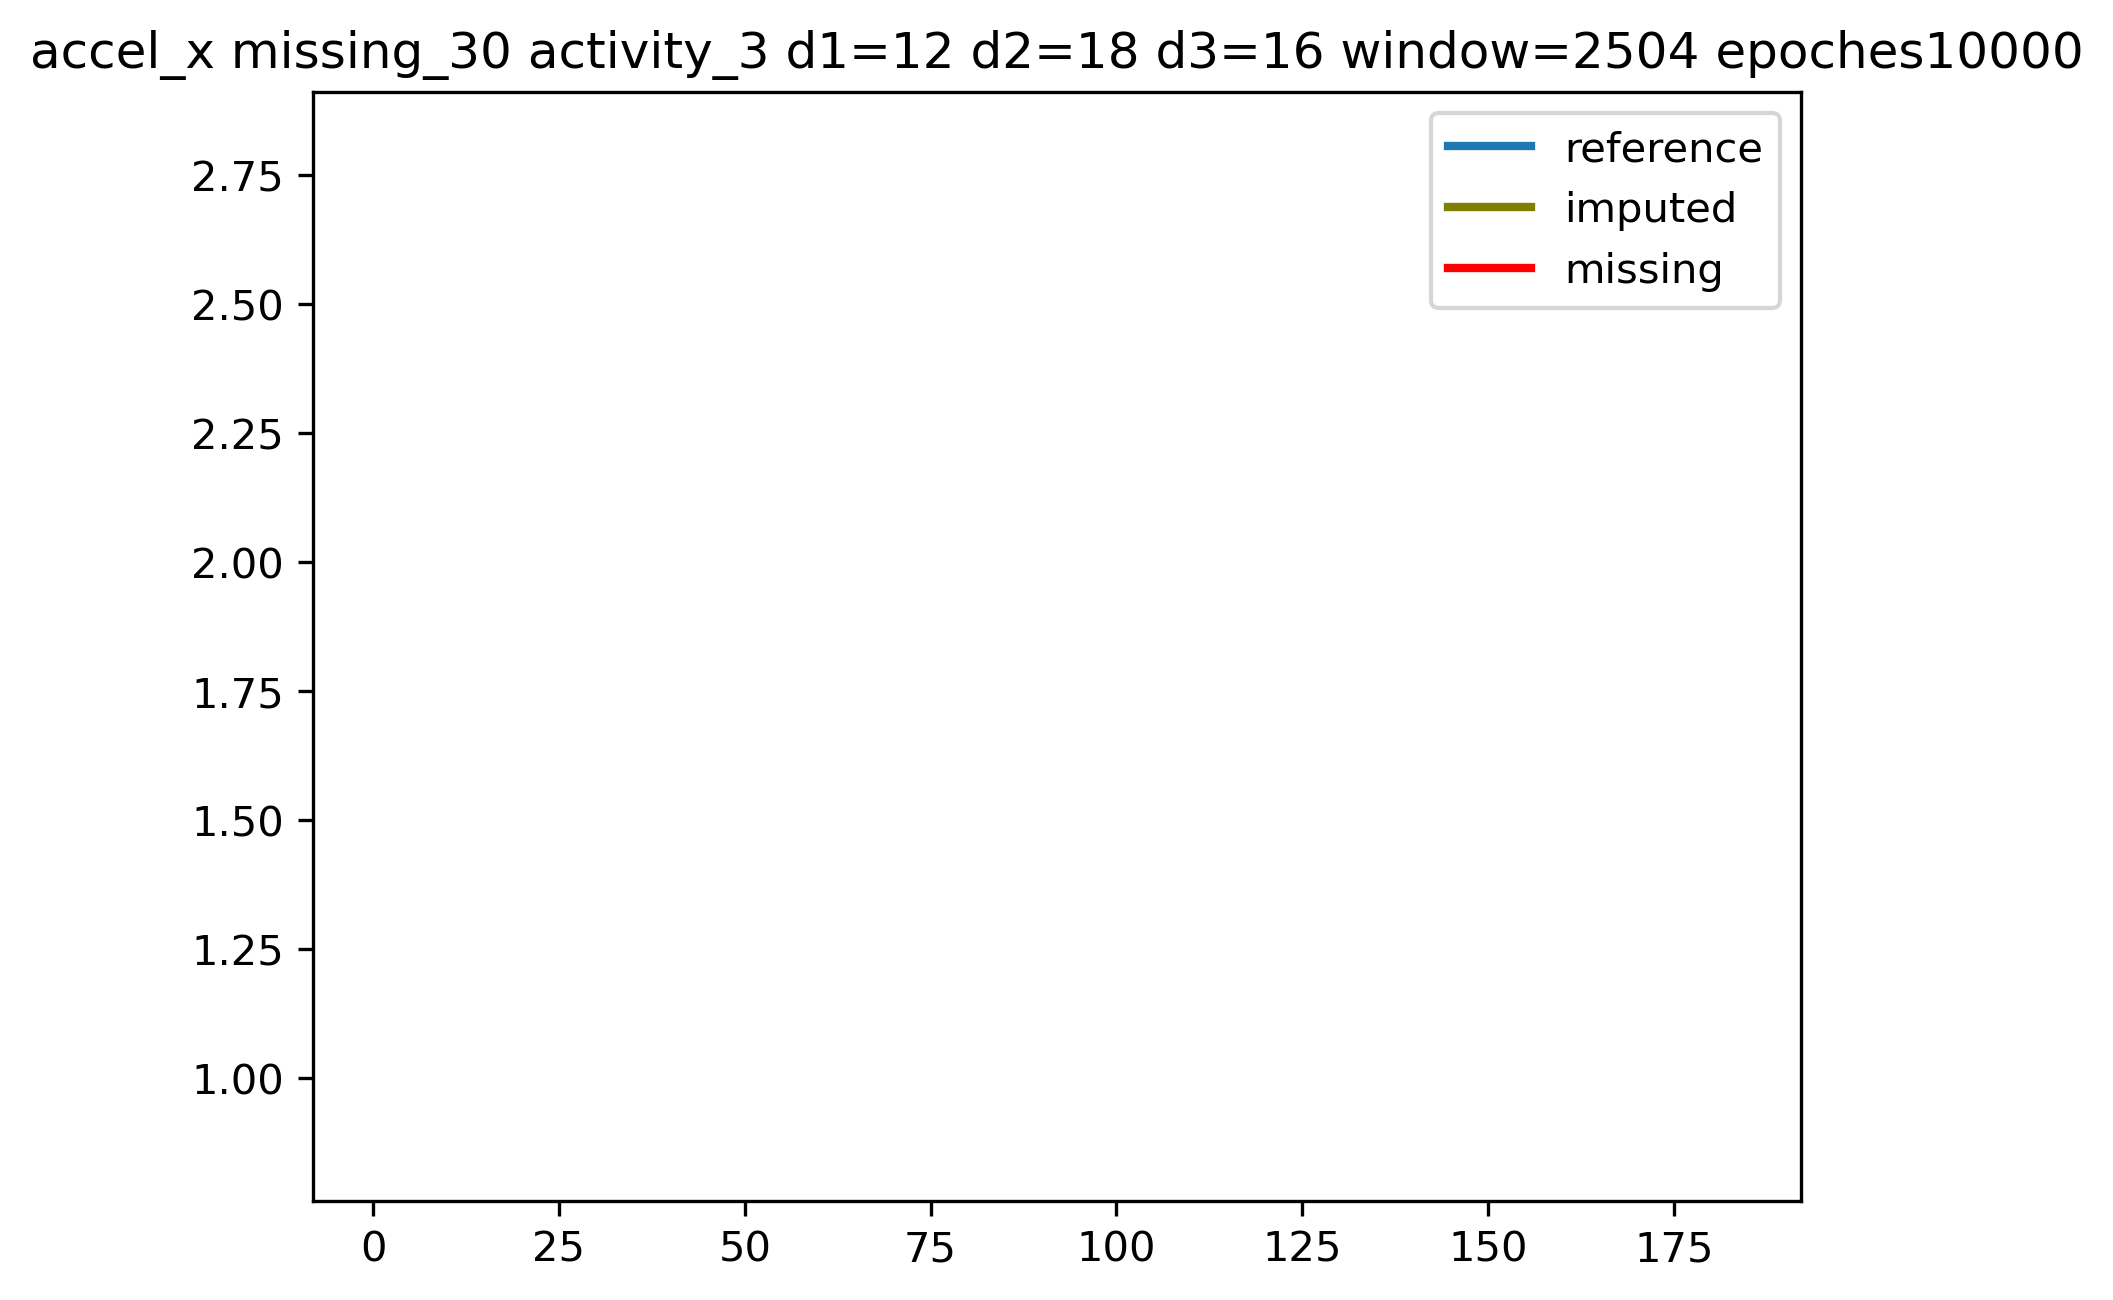 accel_x missing_30 activity_3 d1=12 d2=18 d3=16 window=2504 epoches10000
reference
imputed
missing
2.75
2.50
2.25
2.00
1.75
1.50
1.25
1.00
0 25 50 75 100 125 150 175